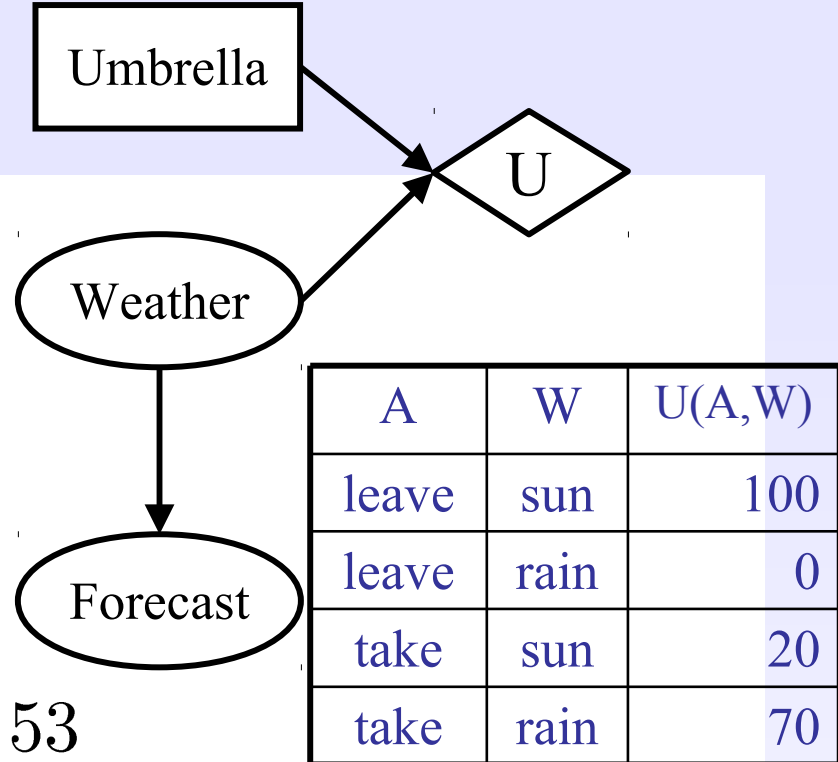 Umbrella
U
Weather
Forecast
A W U(A,W)
leave sun 100
leave rain 0
take sun 20
take rain 70
53